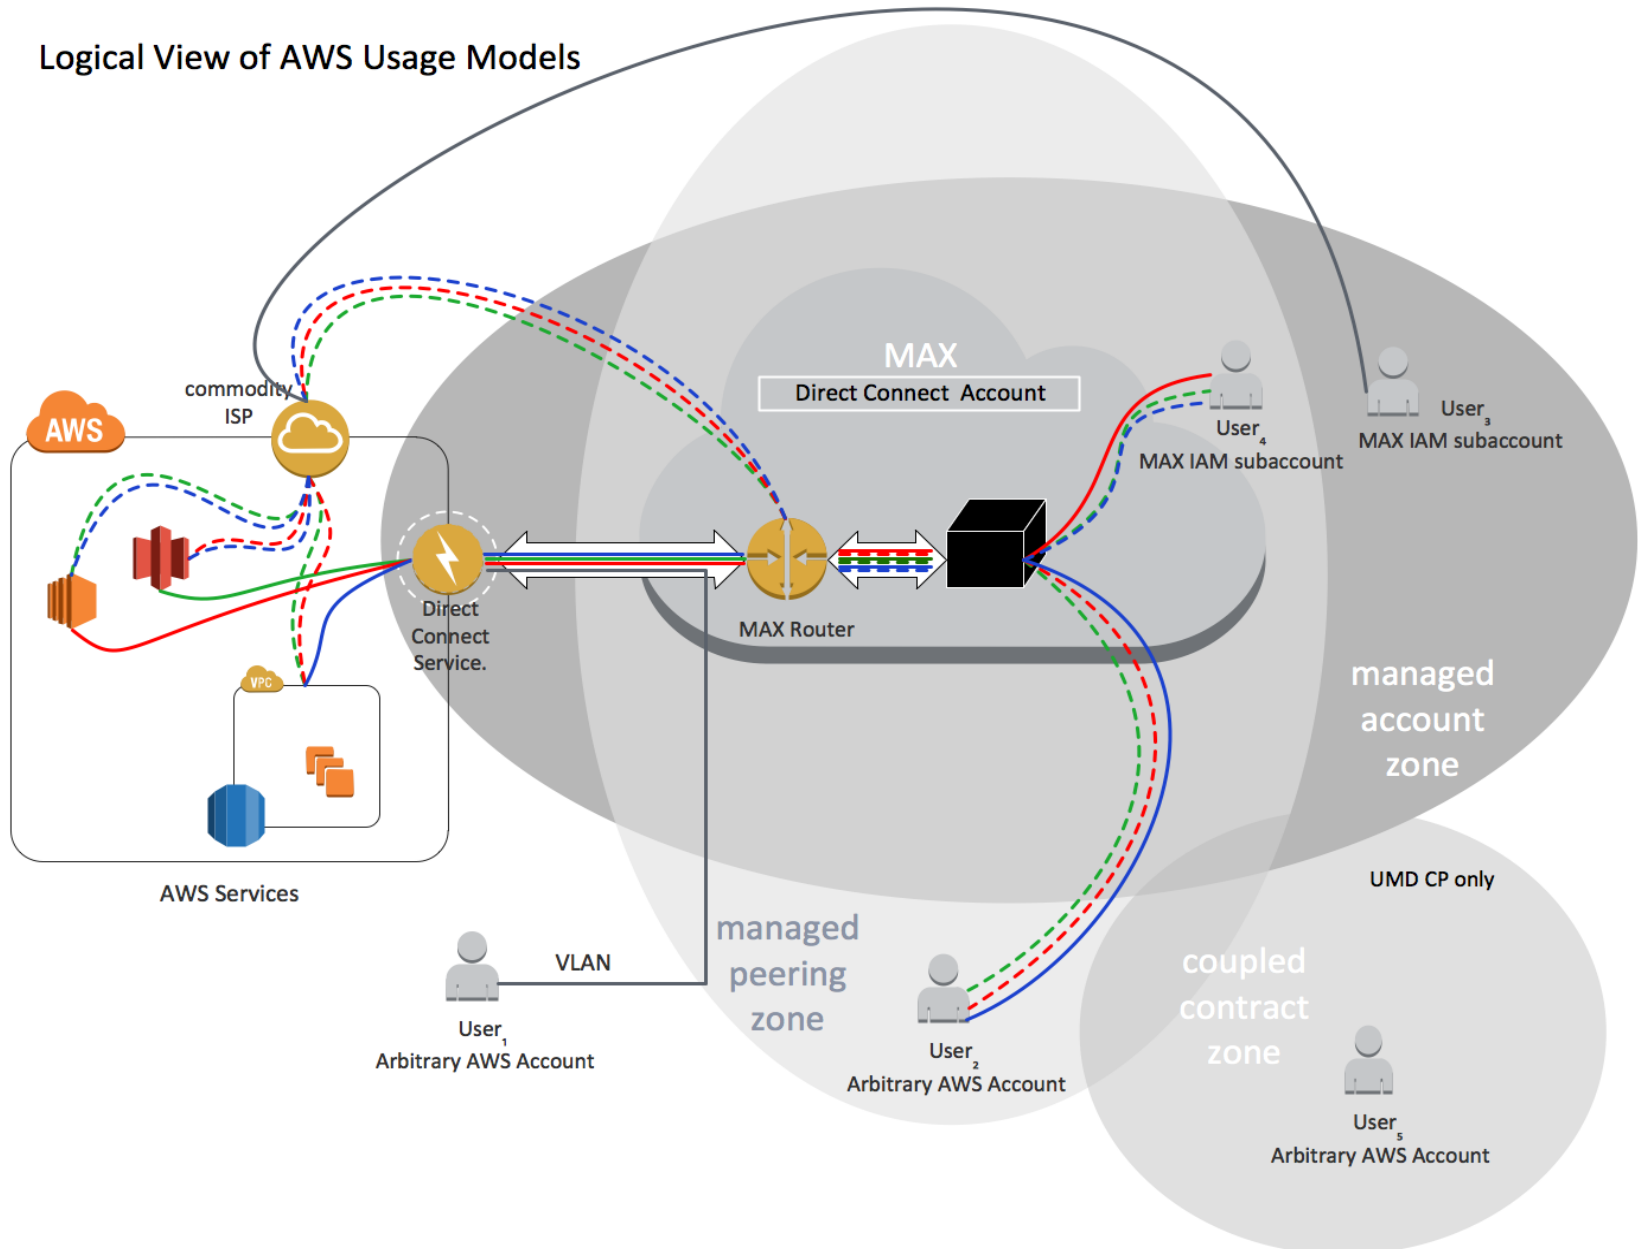 Logical View of AWS Usage Models
commodity
ISP
AWS
MAX
Direct Connect  Account
User4
MAX IAM subaccount
User3
MAX IAM subaccount
Direct
Connect
Service.
MAX Router
VPC
managed
account
zone
AWS Services
UMD CP only
managed
peering
zone
VLAN
coupled
contract
zone
User1
Arbitrary AWS Account
User2
Arbitrary AWS Account
User5
Arbitrary AWS Account